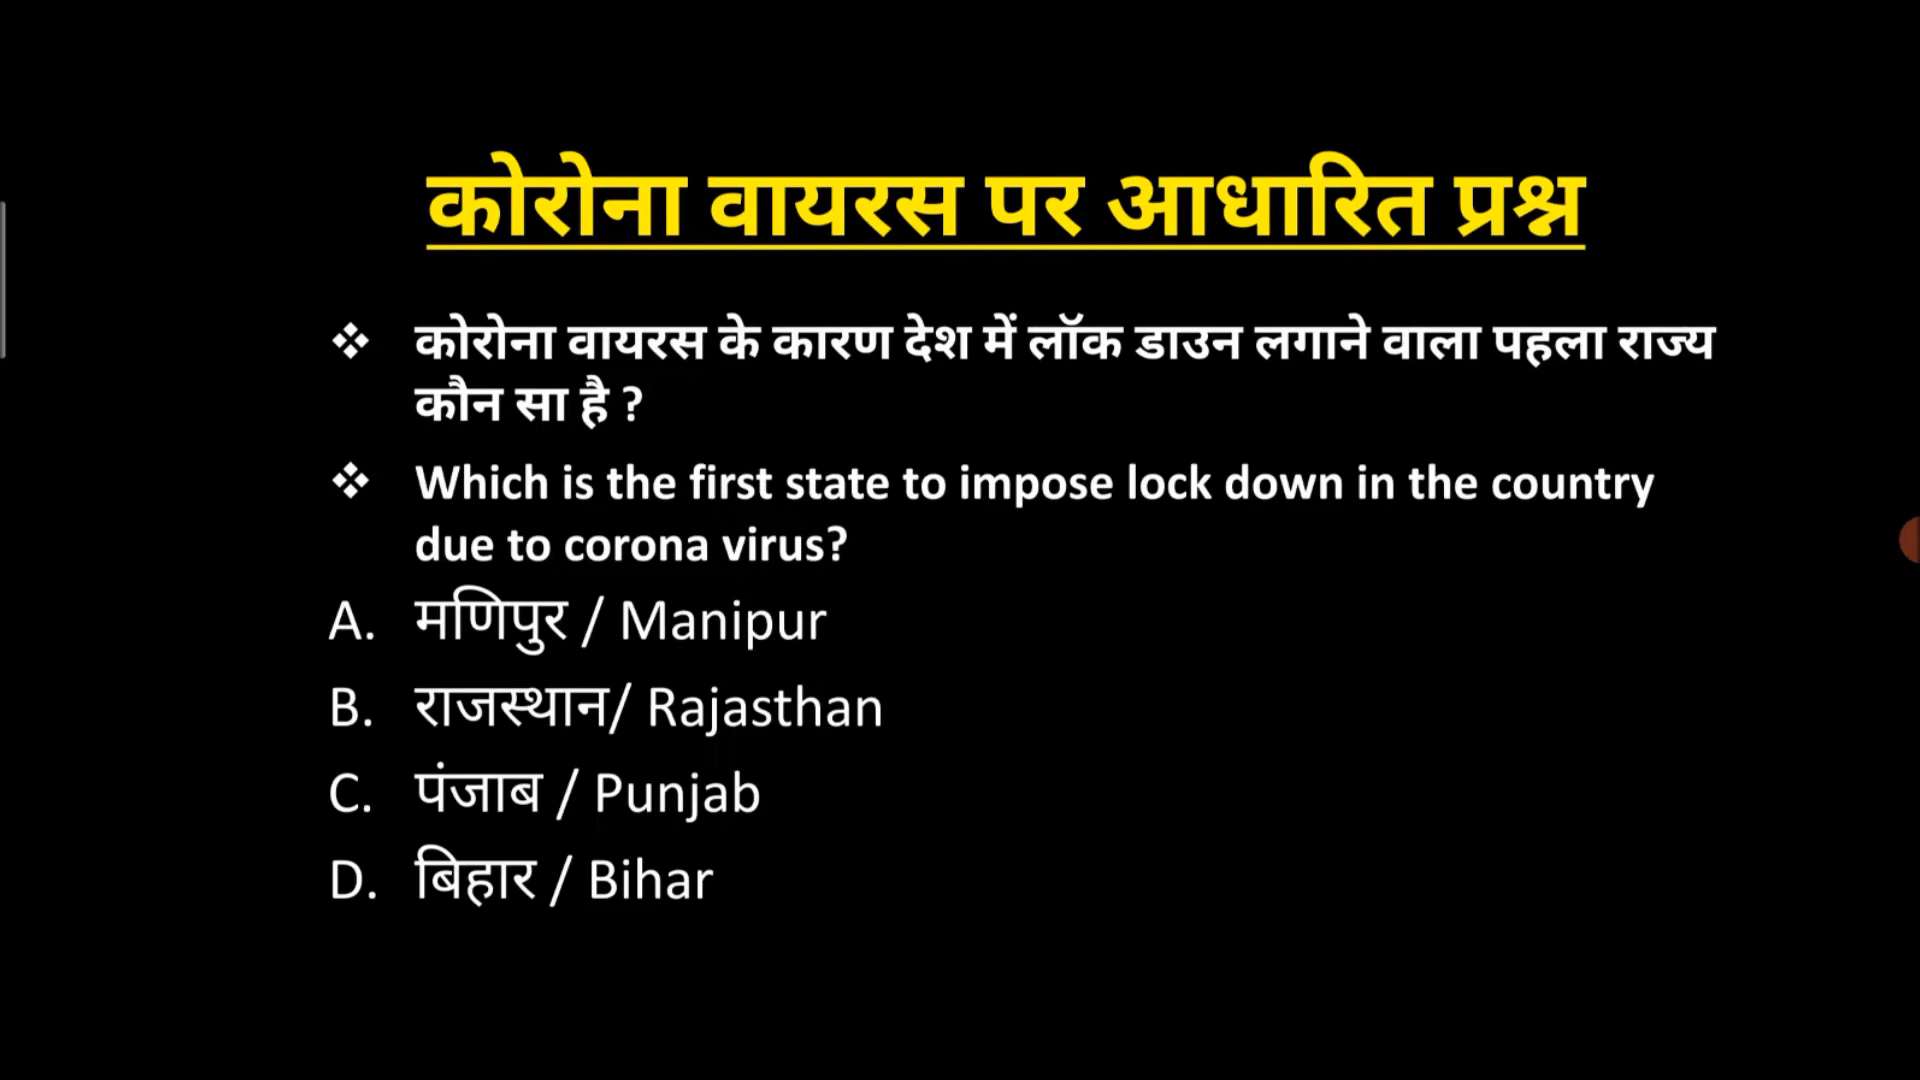 कोरोना वायरस पर आधारित प्रश्न
❖ कोरोना वायरस के कारण देश में लॉक डाउन लगाने वाला पहला राज्य
कौन सा है ?
❖ Which is the first state to impose lock down in the country
due to corona virus?
A. मणिपुर / Manipur
B. राजस्थान/ Rajasthan
C. पंजाब / Punjab
D. बिहार / Bihar